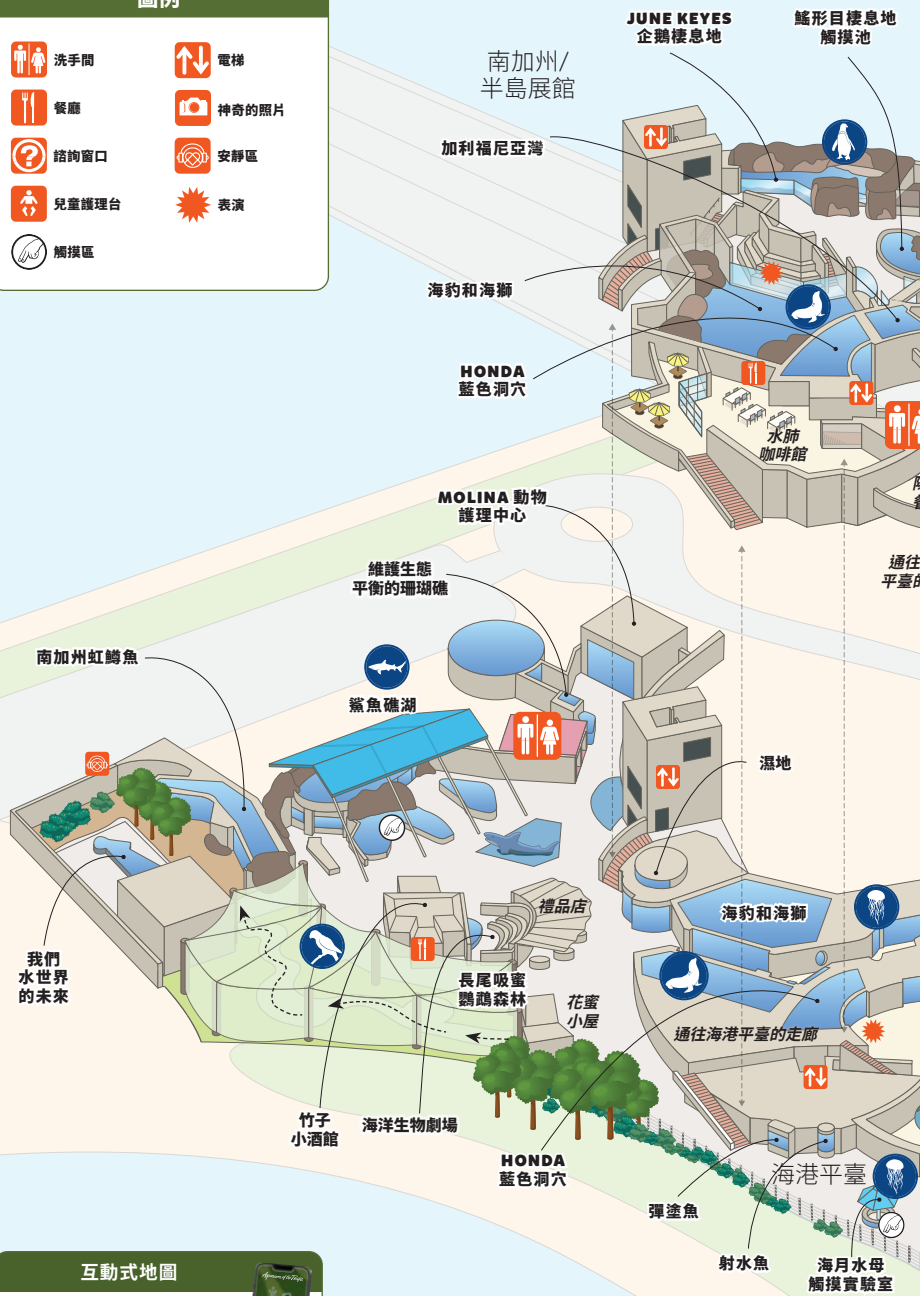 圖例
洗手間
電梯
餐廳
神奇的照片
諮詢窗口
安靜區
兒童護理台
表演
觸摸區
JUNE KEYES
企鵝棲息地
鰩形目棲息地
觸摸池
南加州/
半島展館
加利福尼亞灣
海豹和海獅
HONDA
藍色洞穴
水肺
咖啡館
MOLINA 動物
護理中心
通往
平臺的
維護生態
平衡的珊瑚礁
南加州虹鱒魚
鯊魚礁湖
濕地
禮品店
海豹和海獅
我們
水世界
的未來
長尾吸蜜
鸚鵡森林
花蜜
小屋
通往海港平臺的走廊
竹子
小酒館
海洋生物劇場
HONDA
藍色洞穴
海港平臺
彈塗魚
射水魚
海月水母
觸摸實驗室
互動式地圖